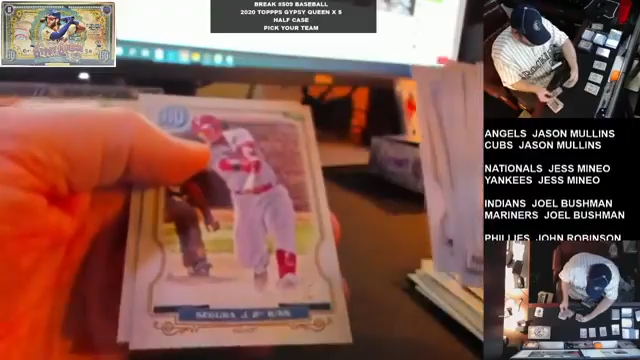 BREAK #509 BASEBALL
2020 TOPPPS GYPSY QUEEN X 5
HALF CASE
PICK YOUR TEAM
ANGELS JASON MULLINS
CUBS JASON MULLINS
NATIONALS JESS MINEO
YANKEES JESS MINEO
INDIANS JOEL BUSHMAN
MARINERS JOEL BUSHMAN
PHILLIES JOHN ROBINSON
SEGURA J.